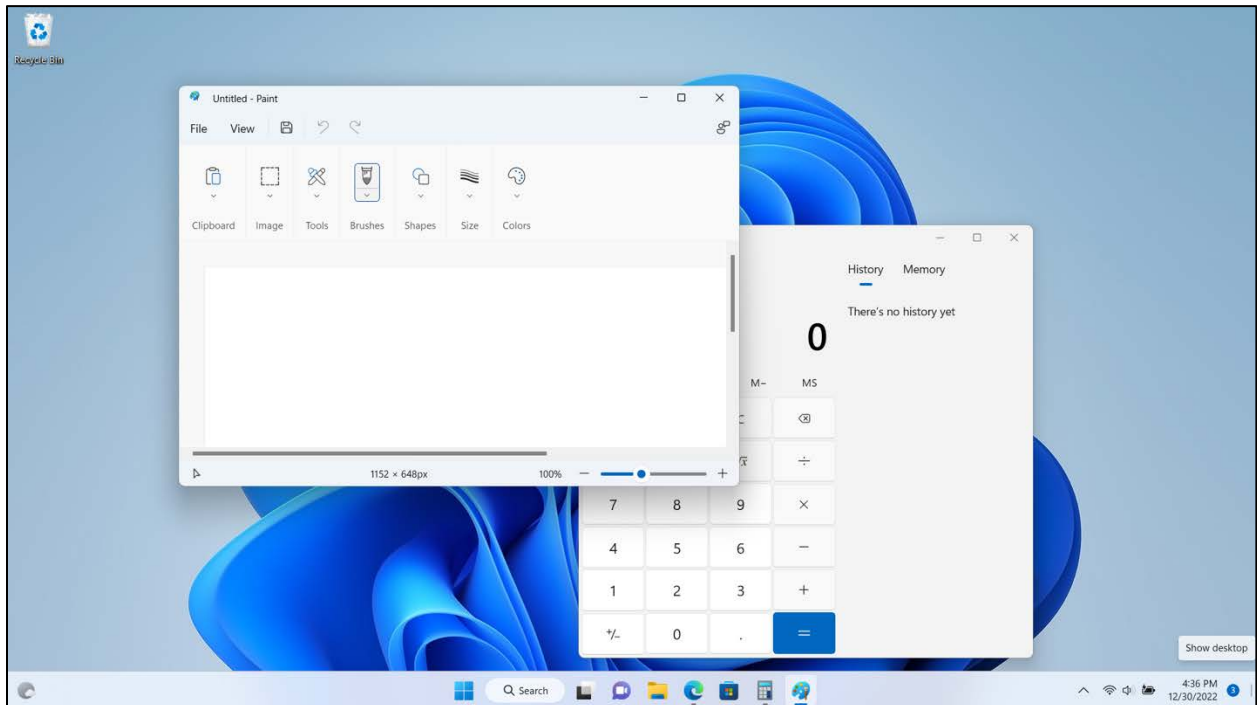 Recycle Bin
Untitled - Paint
File View
Clipboard Image Tools Brushes Shapes Size Colors
1152 × 648px 100%
History Memory
There's no history yet
0
M- MS
÷
7 8 9 ×
4 5 6 −
1 2 3 +
+/- 0 . =
Show desktop
Search
4:36 PM
12/30/2022
3